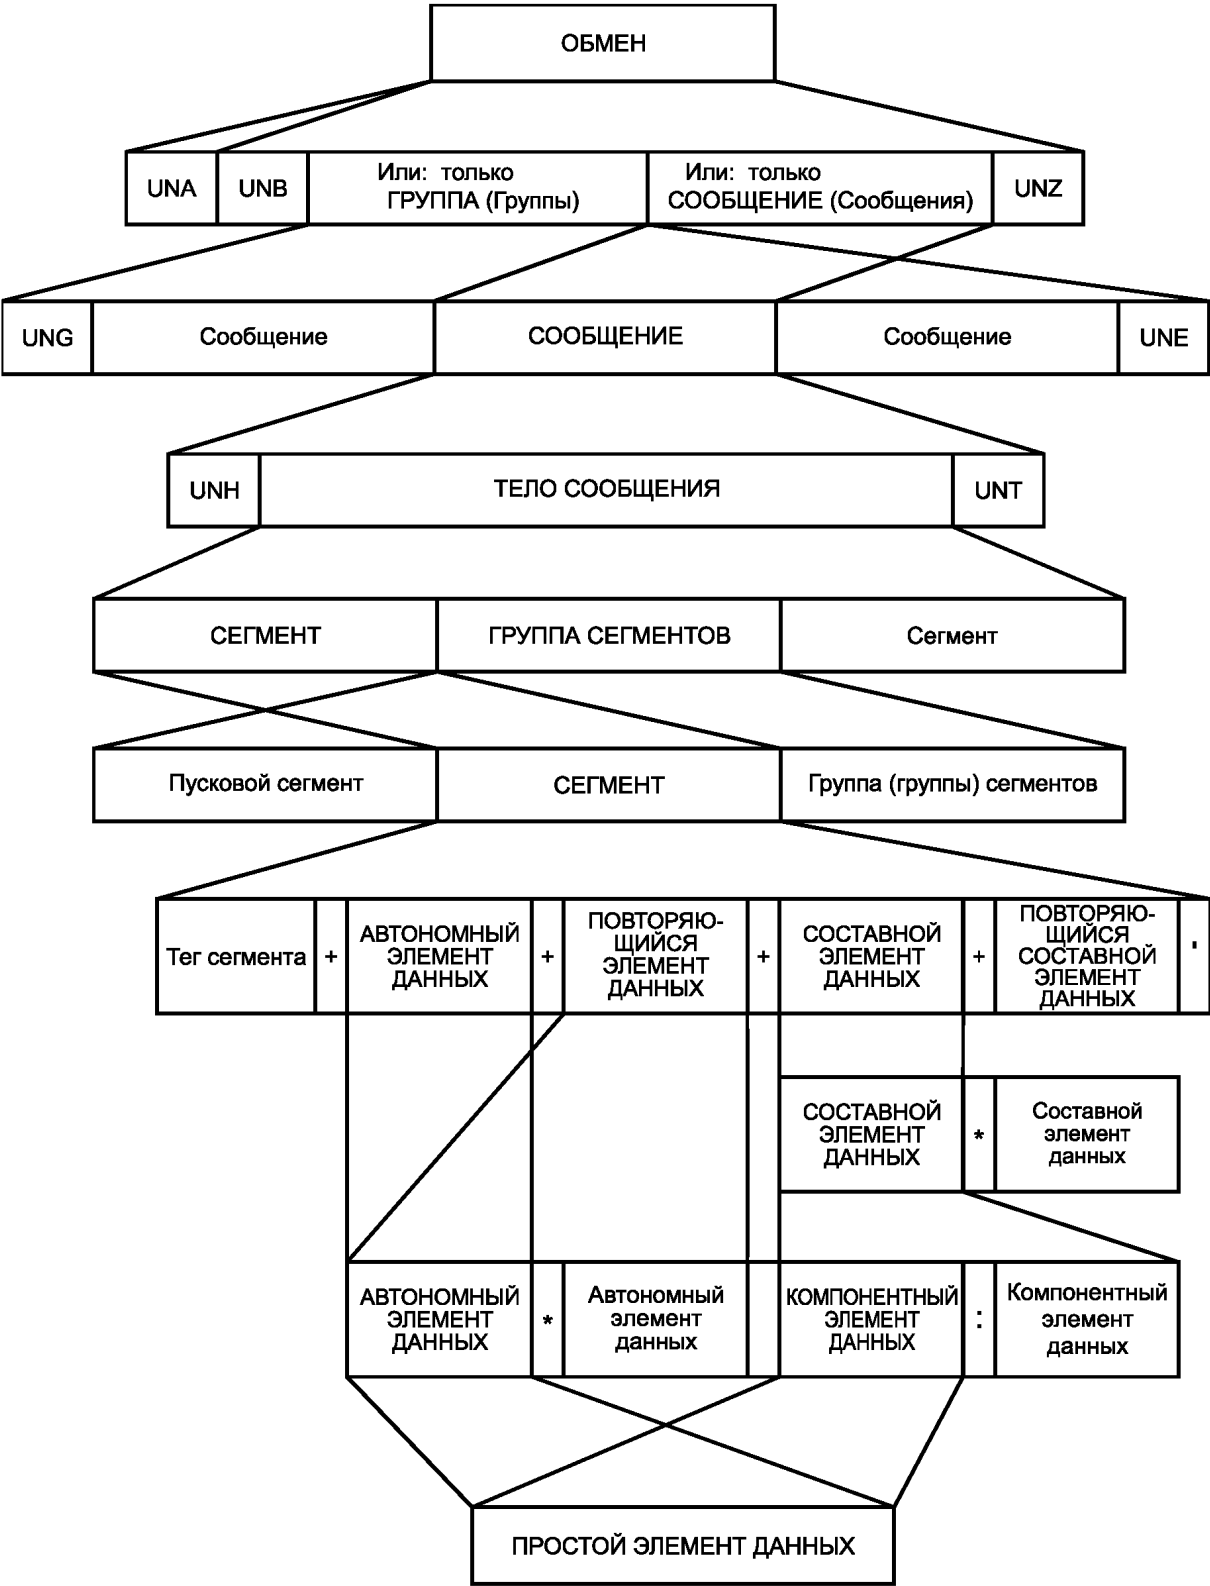 ОБМЕН
UNA
UNB
Или: только
ГРУППА (Группы)
Или: только
СООБЩЕНИЕ (Сообщения)
UNZ
UNG
Сообщение
СООБЩЕНИЕ
Сообщение
UNE
UNH
ТЕЛО СООБЩЕНИЯ
UNT
СЕГМЕНТ
ГРУППА СЕГМЕНТОВ
Сегмент
Пусковой сегмент
СЕГМЕНТ
Группа (группы) сегментов
Тег сегмента
+
АВТОНОМНЫЙ
ЭЛЕМЕНТ
ДАННЫХ
+
ПОВТОРЯЮ-
ЩИЙСЯ
ЭЛЕМЕНТ
ДАННЫХ
+
СОСТАВНОЙ
ЭЛЕМЕНТ
ДАННЫХ
+
ПОВТОРЯЮ-
ЩИЙСЯ
СОСТАВНОЙ
ЭЛЕМЕНТ
ДАННЫХ
'
СОСТАВНОЙ
ЭЛЕМЕНТ
ДАННЫХ
*
Составной
элемент
данных
АВТОНОМНЫЙ
ЭЛЕМЕНТ
ДАННЫХ
*
Автономный
элемент
данных
КОМПОНЕНТНЫЙ
ЭЛЕМЕНТ
ДАННЫХ
:
Компонентный
элемент
данных
ПРОСТОЙ ЭЛЕМЕНТ ДАННЫХ